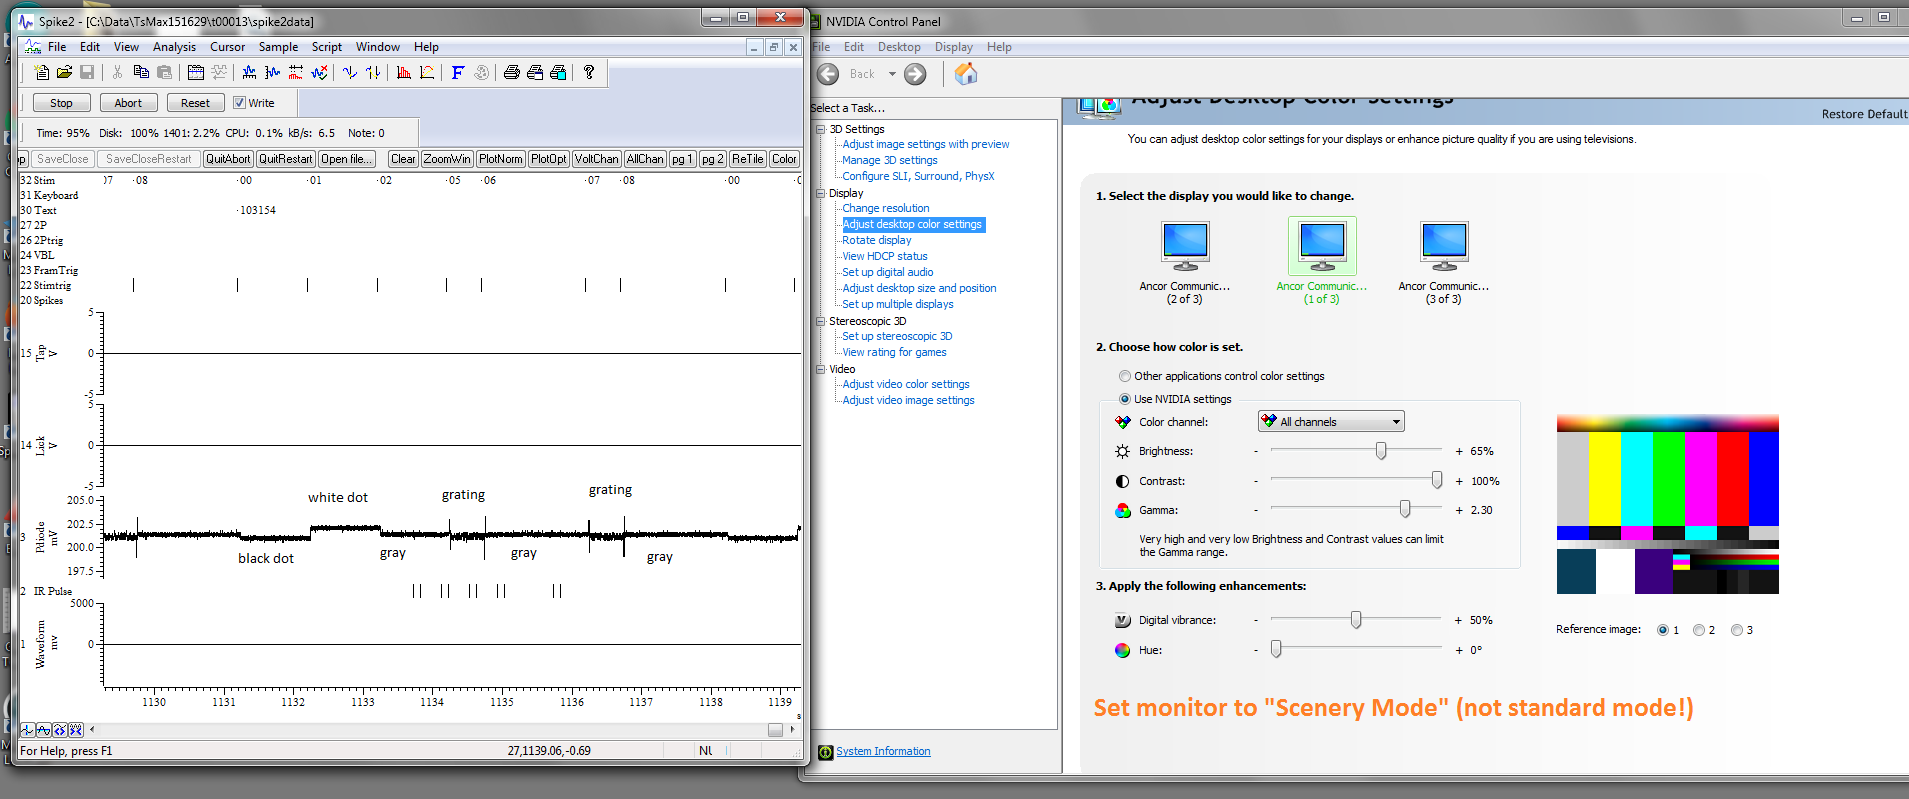 Spike2 - [C:\Data\TsMax151629\t00013\spike2data]
File Edit View Analysis Cursor Sample Script Window Help
Stop Abort Reset Write
Time: 95% Disk: 100% 1401: 2.2% CPU: 0.1% kB/s: 6.5 Note: 0
SaveClose SaveCloseRestart QuitAbort QuitRestart Open file... Clear ZoomWin PlotNorm PlotOpt VoltChan AllChan pg 1 pg 2 ReTile Color
32 Stim 07 08 00 01 02 05 06 07 08 00
31 Keyboard
30 Text 103154
27 2P
26 2Ptrig
24 VBL
23 FramTrig
22 Stimtrig
20 Spikes
5
15 Tap V 0
-5
5
14 Lick V 0
-5
205.0
white dot grating grating
202.5
3 Pdiode mV 200.0
black dot gray gray gray
197.5
2 IR Pulse
5000
1 Waveform mv 0
1130 1131 1132 1133 1134 1135 1136 1137 1138 1139
s
For Help, press F1 27,1139.06,-0.69
NVIDIA Control Panel
File Edit Desktop Display Help
Back
Select a Task...
3D Settings
Adjust image settings with preview
Manage 3D settings
Configure SLI, Surround, PhysX
Display
Change resolution
Adjust desktop color settings
Rotate display
View HDCP status
Set up digital audio
Adjust desktop size and position
Set up multiple displays
Stereoscopic 3D
Set up stereoscopic 3D
View rating for games
Video
Adjust video color settings
Adjust video image settings
System Information
Adjust Desktop Color Settings
Restore Default
You can adjust desktop color settings for your displays or enhance picture quality if you are using televisions.
1. Select the display you would like to change.
Ancor Communic... Ancor Communic... Ancor Communic...
(2 of 3) (1 of 3) (3 of 3)
2. Choose how color is set.
Other applications control color settings
Use NVIDIA settings
Color channel: All channels
Brightness: - + 65%
Contrast: - + 100%
Gamma: - + 2.30
Very high and very low Brightness and Contrast values can limit
the Gamma range.
3. Apply the following enhancements:
Digital vibrance: - + 50%
Hue: - + 0°
Reference image: 1 2 3
Set monitor to "Scenery Mode" (not standard mode!)